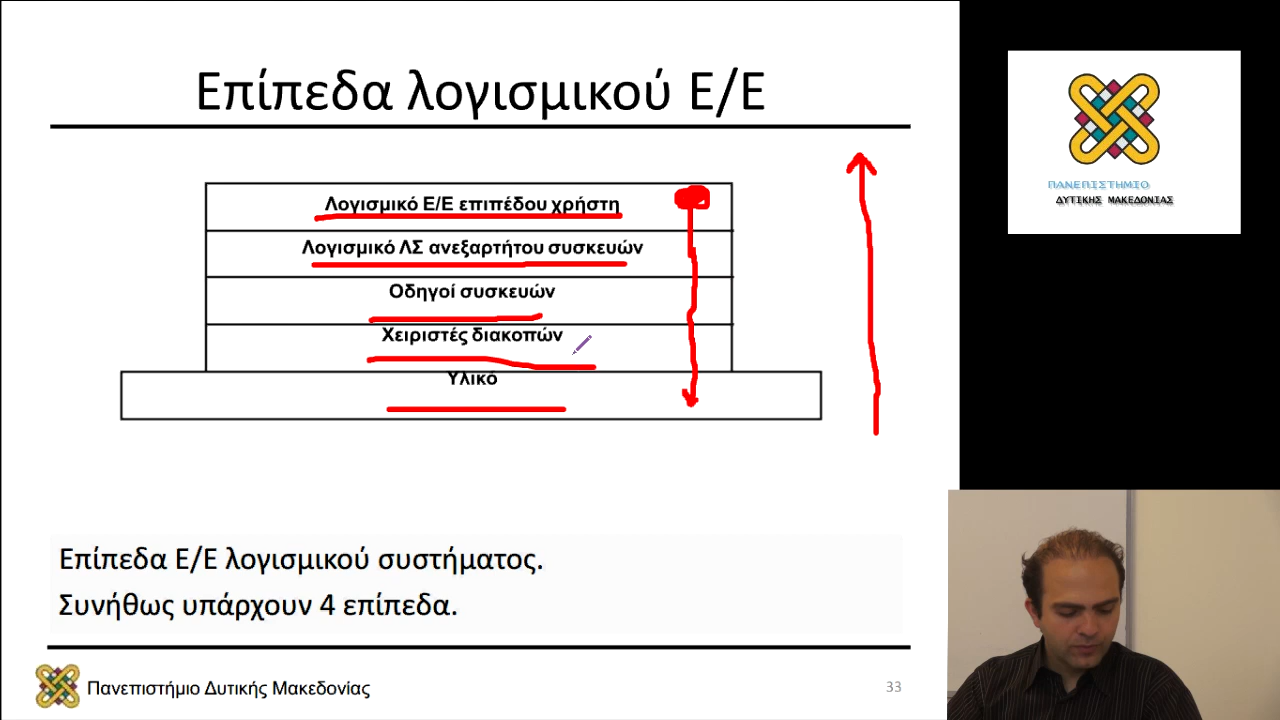 Επίπεδα λογισμικού Ε/Ε
Λογισμικό Ε/Ε επιπέδου χρήστη
Λογισμικό ΛΣ ανεξαρτήτου συσκευών
Οδηγοί συσκευών
Χειριστές διακοπών
Υλικό
Επίπεδα Ε/Ε λογισμικού συστήματος.
Συνήθως υπάρχουν 4 επίπεδα.
Πανεπιστήμιο Δυτικής Μακεδονίας
33
ΠΑΝΕΠΙΣΤΗΜΙΟ
ΔΥΤΙΚΗΣ ΜΑΚΕΔΟΝΙΑΣ